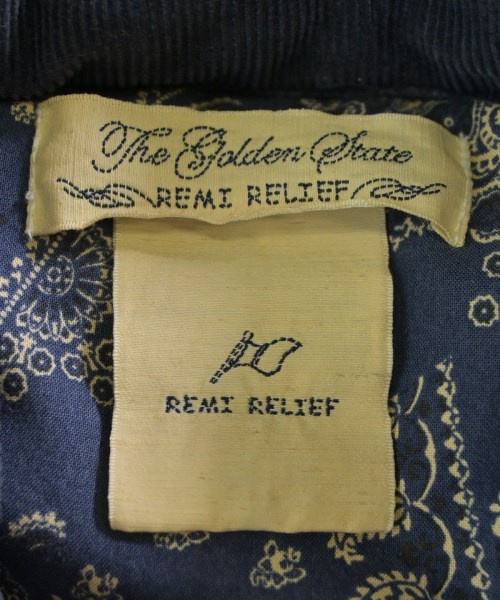 The Golden State
REMI RELIEF
REMI RELIEF